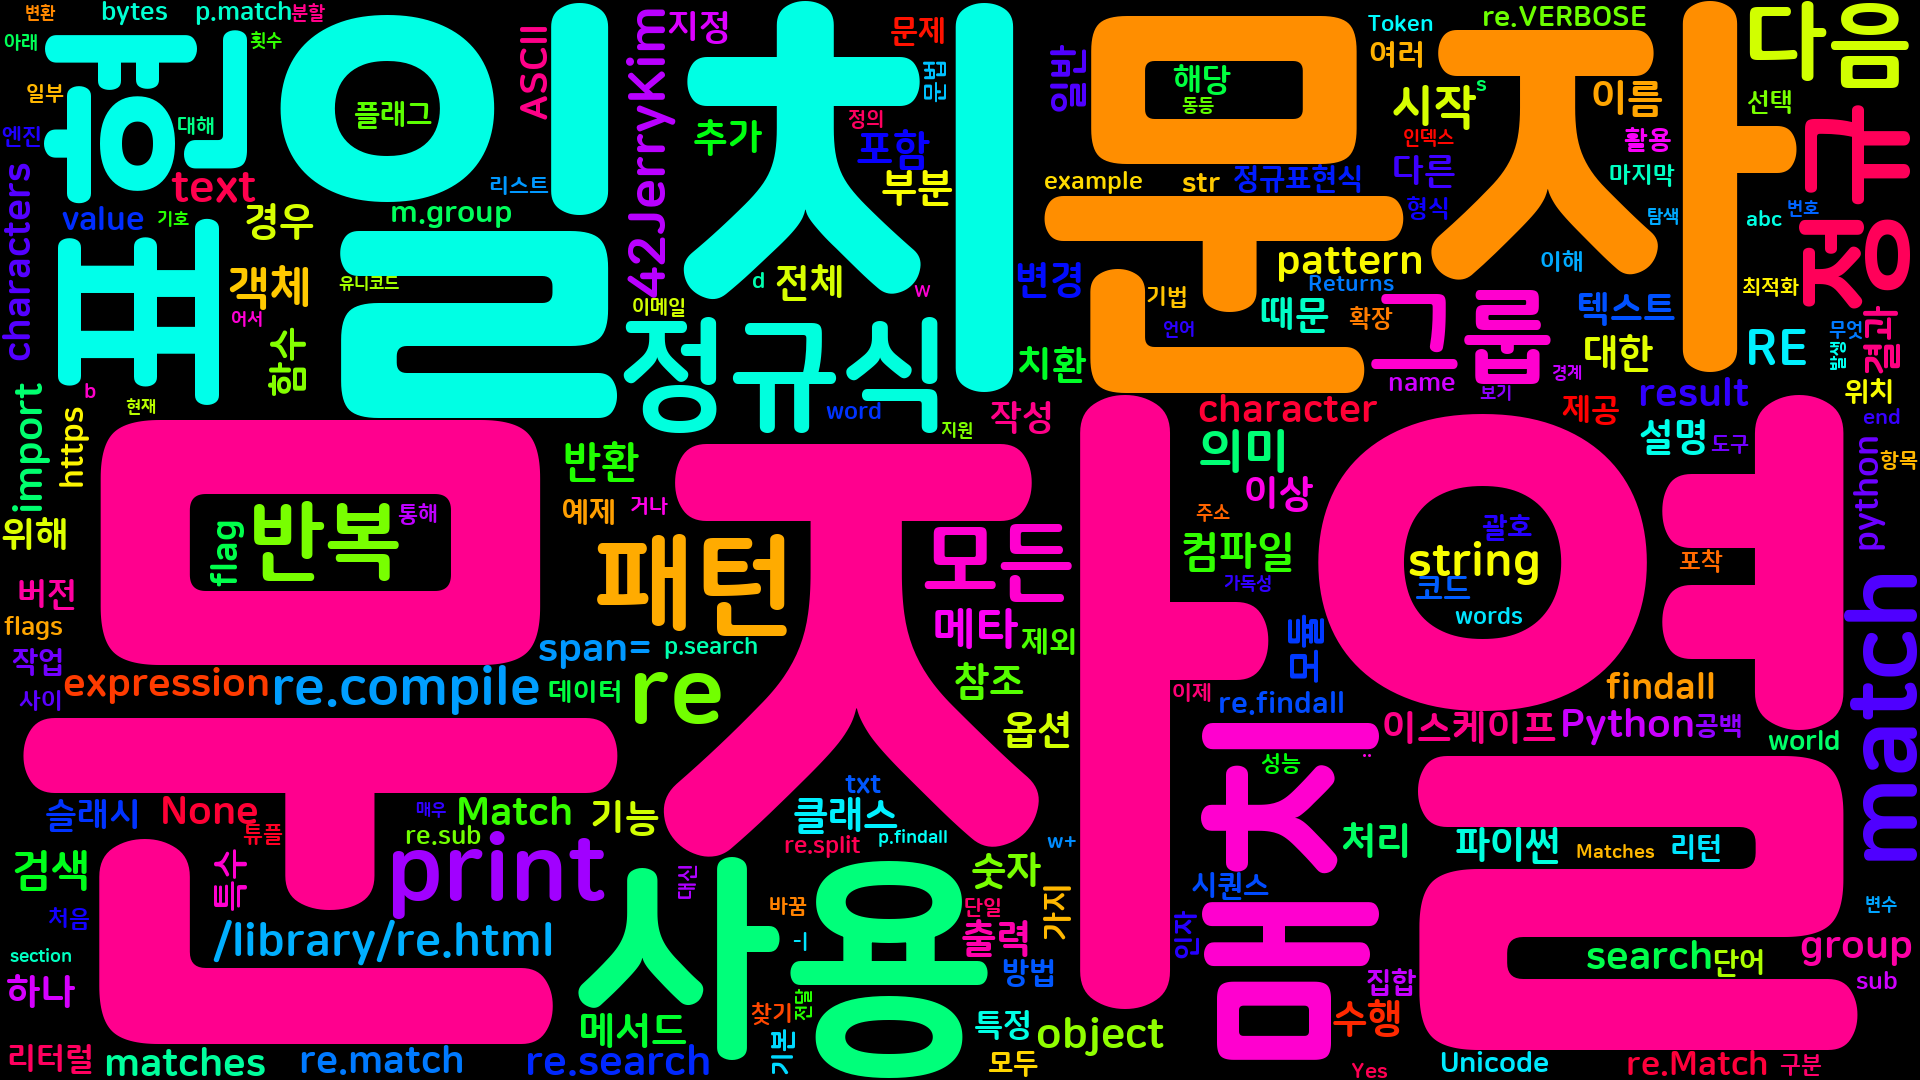 변환
bytes
p.match
분할
지정
문제
Token
re.VERBOSE
다음
아래
횟수
ASCII
42JerryKim
일치
문법
일반
문자
해당
동등
여러
시작
s
이름
선택
정규
일부
표현
플래그
대해
추가
정의
포함
인덱스
활용
엔진
characters
text
리스트
부분
example
str
정규표현식
다른
마지막
value
기호
경우
m.group
형식
탐색
abc
번호
객체
유니코드
d
전체
w
변경
pattern
Returns
이해
최적화
이메일
기법
어서
함수
정규식
언어
때문
확장
그룹
텍스트
대한
RE
무엇
발생
결과
b
현재
import
https
word
지원
치환
작성
name
경계
보기
character
제공
result
위치
end
를
위해
flag
반복
통해
반환
예제
거나
패턴
모든
의미
이상
설명
도구
python
항목
컴파일
주소
괄호
string
코드
words
가독성
포착
match
버전
flags
작업
사이
문자열
메타
제외
모듈
span=
p.search
expression
re.compile
데이터
re
참조
옵션
이제
re.findall
findall
이스케이프
Python
공백
world
슬래시
None
튜플
매우
Match
re.sub
기능
txt
클래스
re.split
p.findall
w+
성능
처리
파이썬
Matches
리턴
검색
특수
print
대신
숫자
가지
시퀀스
처음
바꿈
단일
-|
출력
인자
변수
section
/library/re.html
사용
방법
춤
search
단어
group
sub
하나
집합
수행
메서드
찾기
전달
기본
특정
모두
object
리터럴
matches
re.match
re.search
Yes
Unicode
re.Match
구분